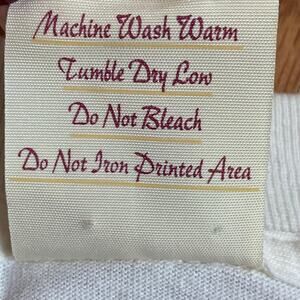 Machine Wash Warm
Tumble Dry Low
Do Not Bleach
Do Not Iron Printed Area